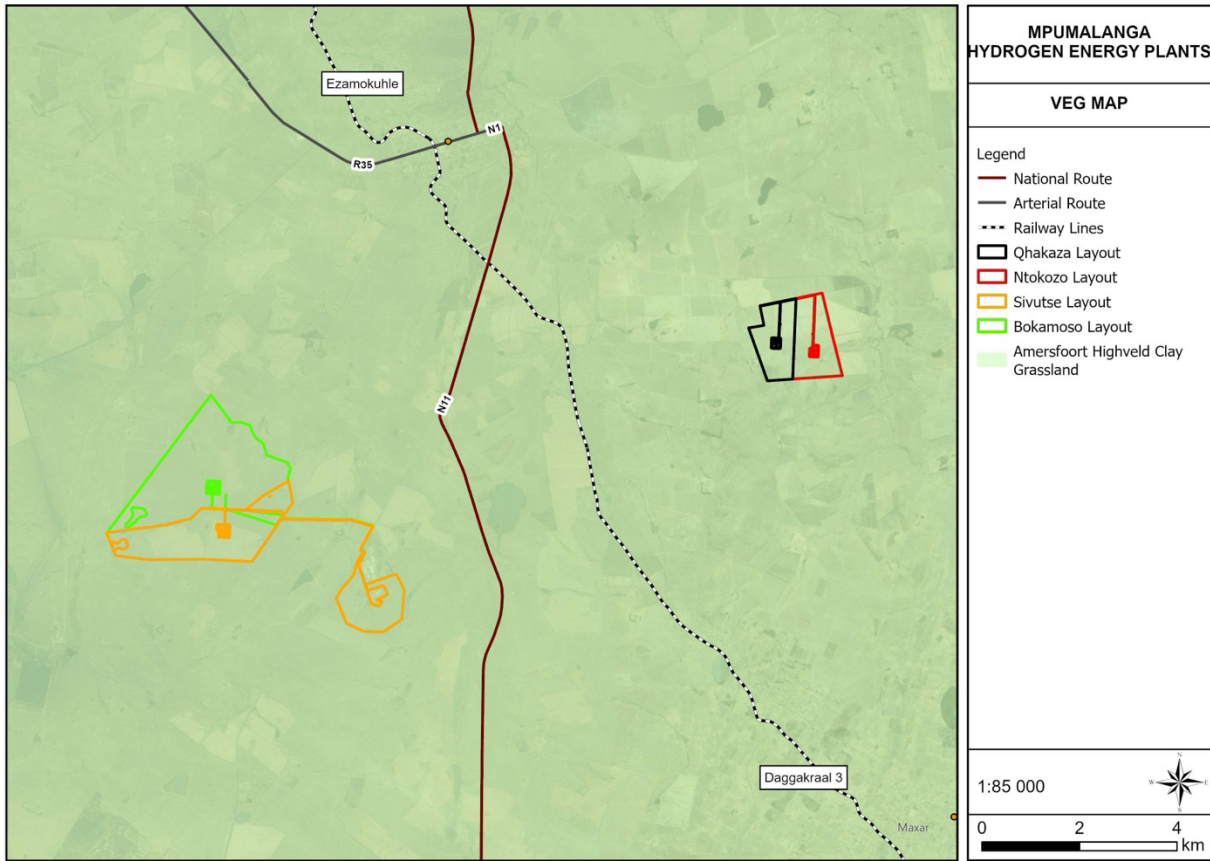 Ezamokuhle
N1
R35
N11
Daggakraal 3
Maxar
MPUMALANGA
HYDROGEN ENERGY PLANTS
VEG MAP
Legend
National Route
Arterial Route
Railway Lines
Qhakaza Layout
Ntokozo Layout
Sivutse Layout
Bokamoso Layout
Amersfoort Highveld Clay
Grassland
1:85 000
N
W E
S
0 2 4
km